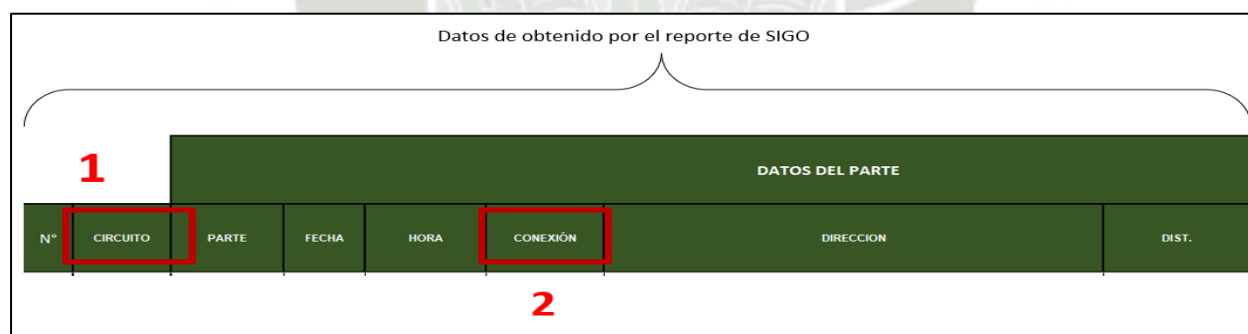 Datos de obtenido por el reporte de SIGO
1
DATOS DEL PARTE
N° CIRCUITO PARTE FECHA HORA CONEXIÓN DIRECCION DIST.
2